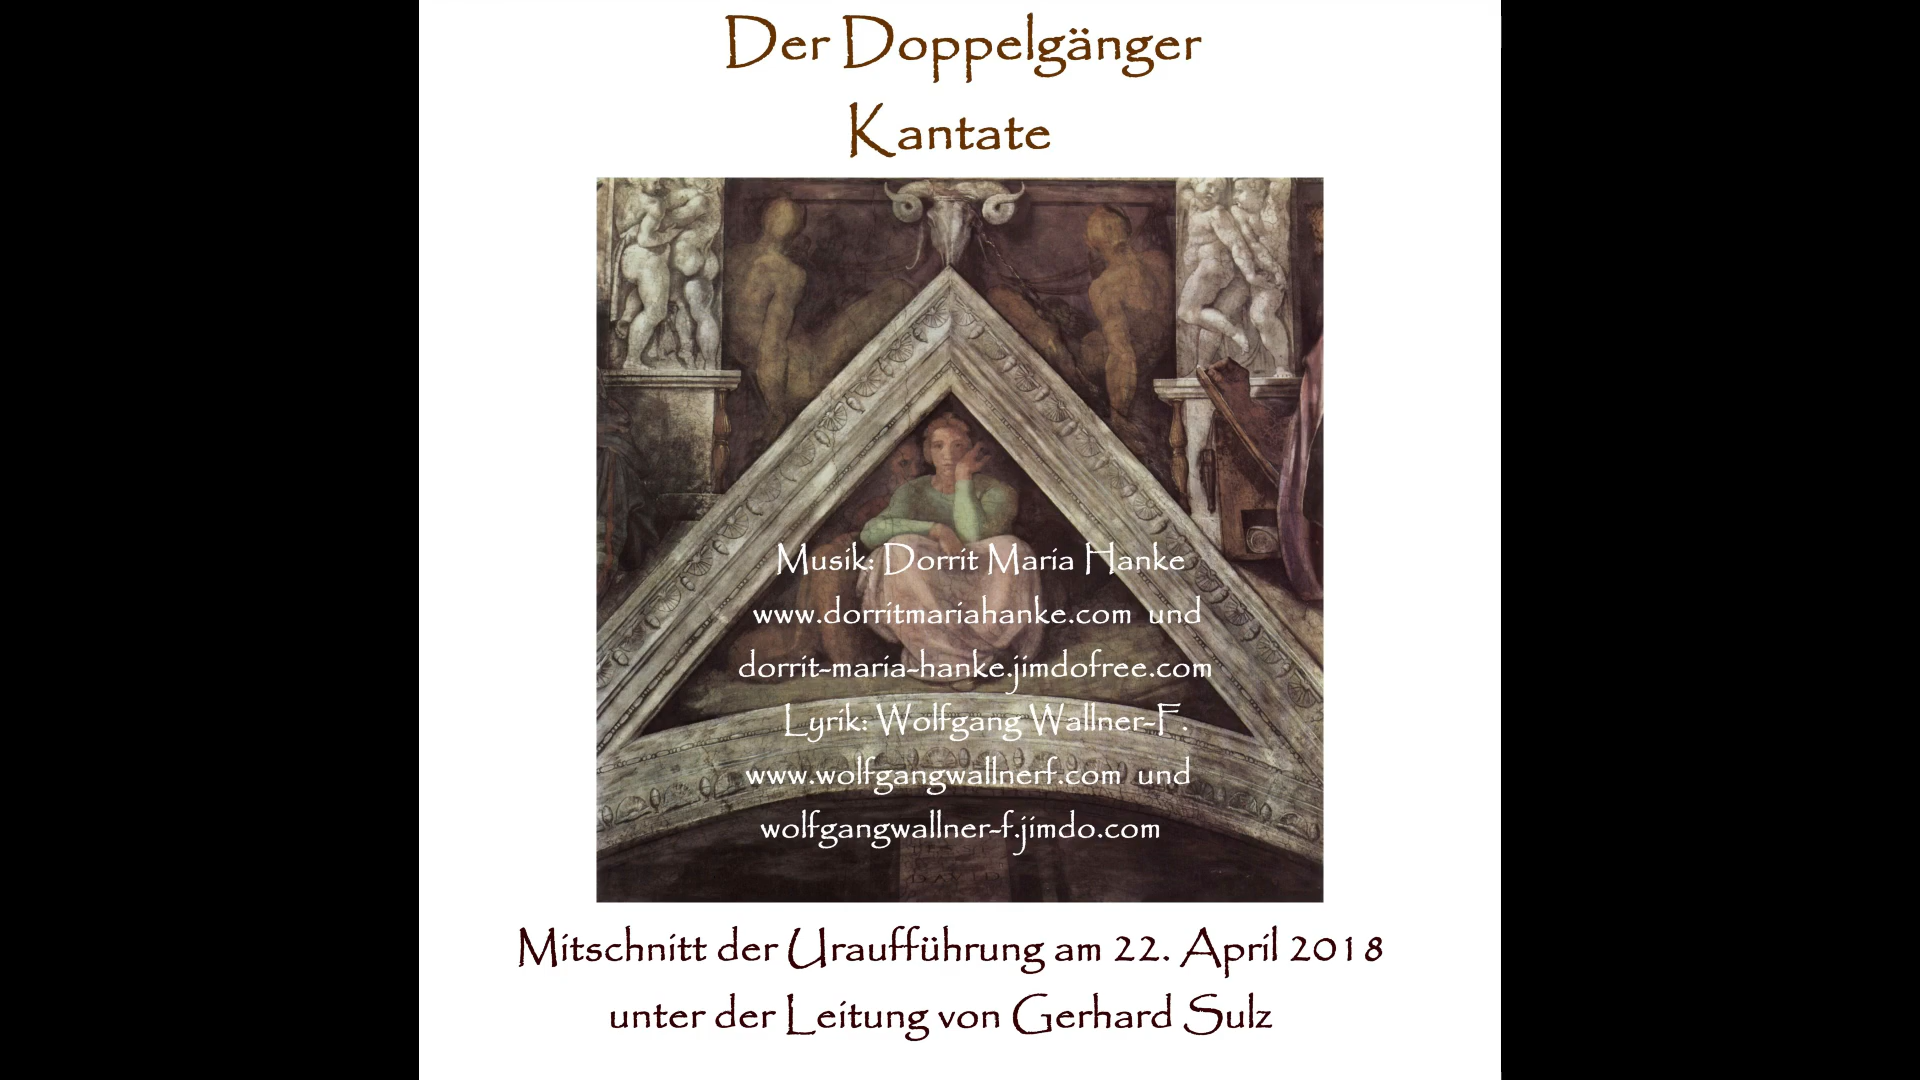 Der Doppelgänger
Kantate
Musik: Dorrit Maria Hanke
www.dorritmariahanke.com und
dorrit-maria-hanke.jimdofree.com
Lyrik: Wolfgang Wallner-F.
www.wolfgangwallnerf.com und
wolfgangwallner-f.jimdo.com
Mitschnitt der Uraufführung am 22. April 2018
unter der Leitung von Gerhard Sulz